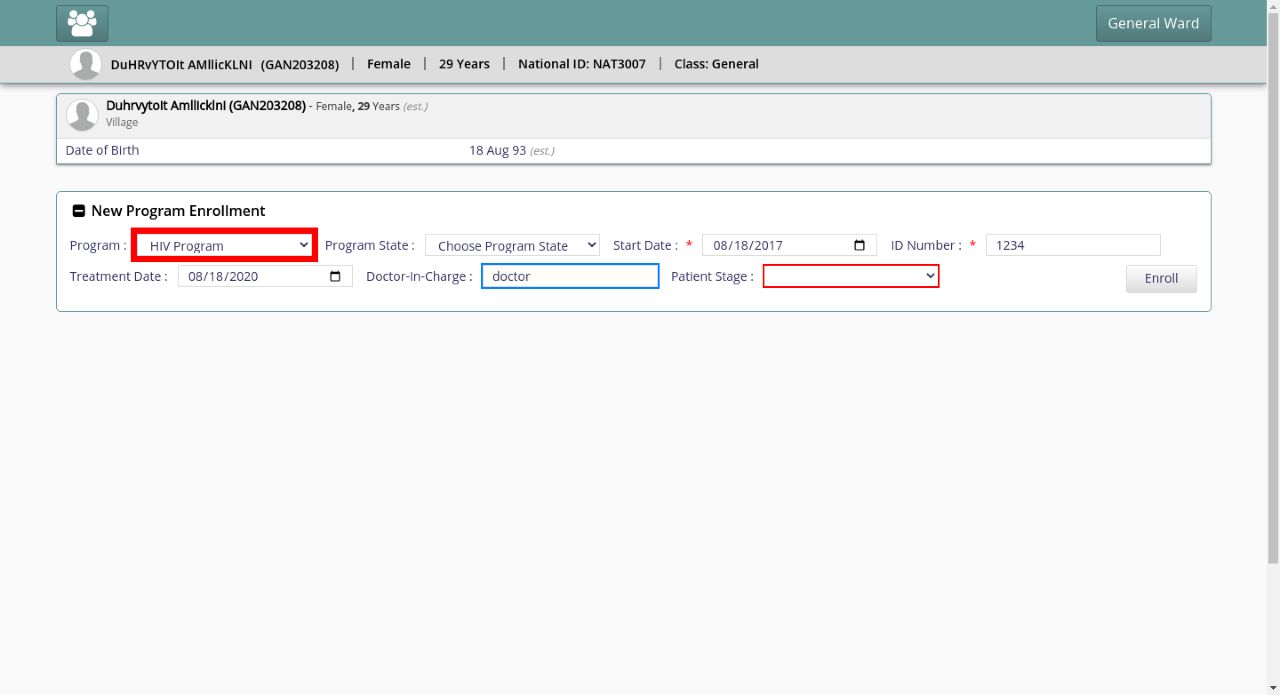 General Ward
DuHRvYTOIt AMIlicKLNI (GAN203208) | Female | 29 Years | National ID: NAT3007 | Class: General
Duhrvytoit Amllickini (GAN203208) - Female, 29 Years (est.)
Village
Date of Birth 18 Aug 93 (est.)
New Program Enrollment
Program : HIV Program Program State : Choose Program State Start Date : * 08/18/2017 ID Number : * 1234
Treatment Date : 08/18/2020 Doctor-In-Charge : doctor Patient Stage : Enroll